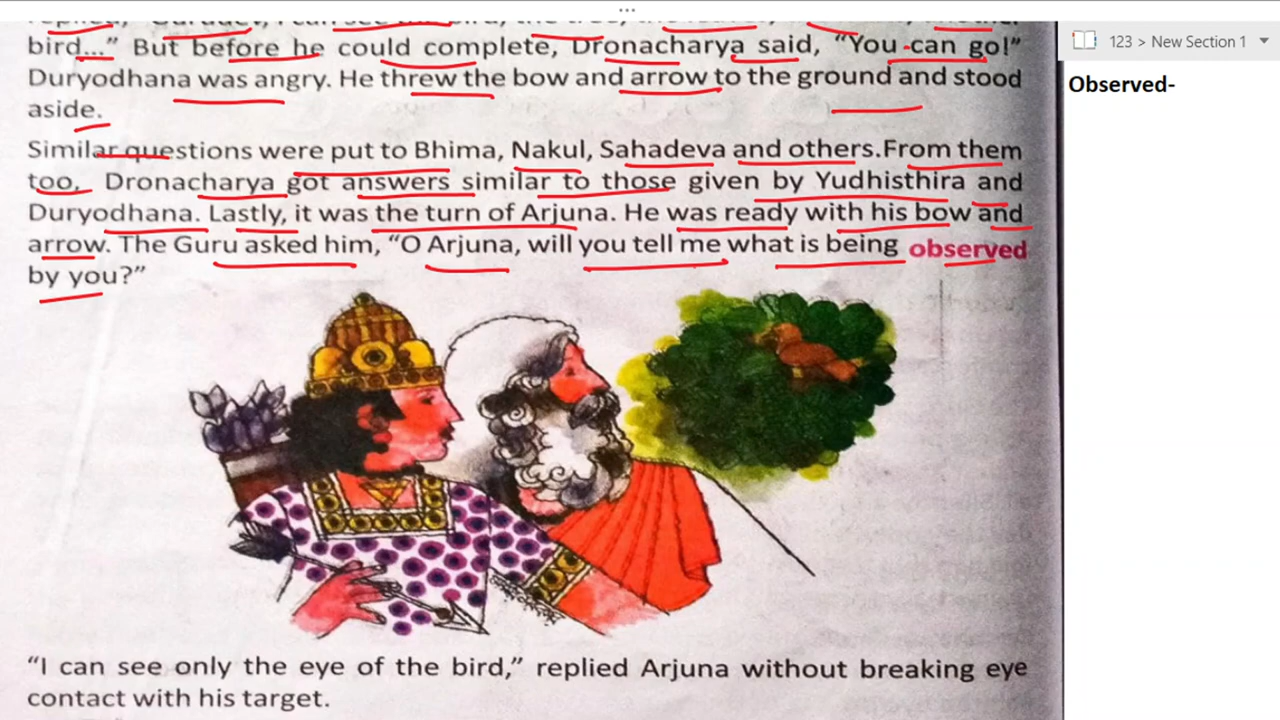 bird...” But before he could complete, Dronacharya said, “You can go!”
Duryodhana was angry. He threw the bow and arrow to the ground and stood
aside.
Similar questions were put to Bhima, Nakul, Sahadeva and others.From them
too, Dronacharya got answers similar to those given by Yudhisthira and
Duryodhana. Lastly, it was the turn of Arjuna. He was ready with his bow and
arrow. The Guru asked him, “O Arjuna, will you tell me what is being observed
by you?”
“I can see only the eye of the bird,” replied Arjuna without breaking eye
contact with his target.
123 > New Section 1
Observed-